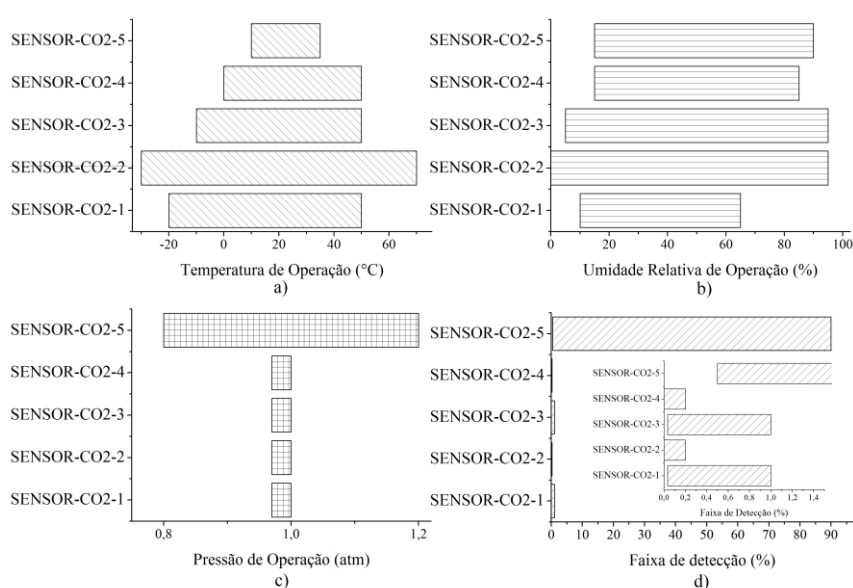 SENSOR-CO2-5
SENSOR-CO2-4
SENSOR-CO2-3
SENSOR-CO2-2
SENSOR-CO2-1
-20 0 20 40 60
Temperatura de Operação (°C)
a)
SENSOR-CO2-5
SENSOR-CO2-4
SENSOR-CO2-3
SENSOR-CO2-2
SENSOR-CO2-1
0 20 40 60 80 100
Umidade Relativa de Operação (%)
b)
SENSOR-CO2-5
SENSOR-CO2-4
SENSOR-CO2-3
SENSOR-CO2-2
SENSOR-CO2-1
0,8 1,0 1,2
Pressão de Operação (atm)
c)
SENSOR-CO2-5
SENSOR-CO2-4
SENSOR-CO2-3
SENSOR-CO2-2
SENSOR-CO2-1
SENSOR-CO2-5
SENSOR-CO2-4
SENSOR-CO2-3
SENSOR-CO2-2
SENSOR-CO2-1
0,0 0,2 0,4 0,6 0,8 1,0 1,2 1,4
Faixa de Detecção (%)
0 10 20 30 40 50 60 70 80 90
Faixa de detecção (%)
d)